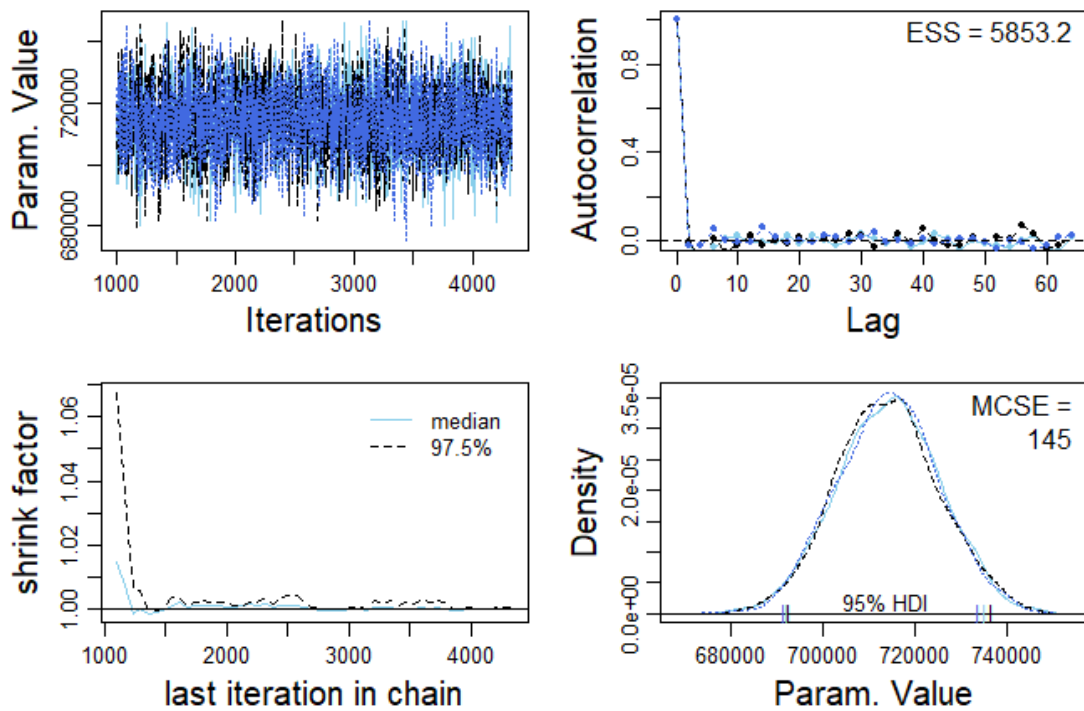 Param. Value
720000
680000
1000
2000
3000
4000
Iterations
ESS = 5853.2
Autocorrelation
0.8
0.4
0.0
0
10
20
30
40
50
60
Lag
shrink factor
1.06
1.04
1.02
1.00
median
97.5%
1000
2000
3000
4000
last iteration in chain
MCSE =
145
Density
3.5e-05
2.0e-05
0.0e+00
95% HDI
680000
700000
720000
740000
Param. Value